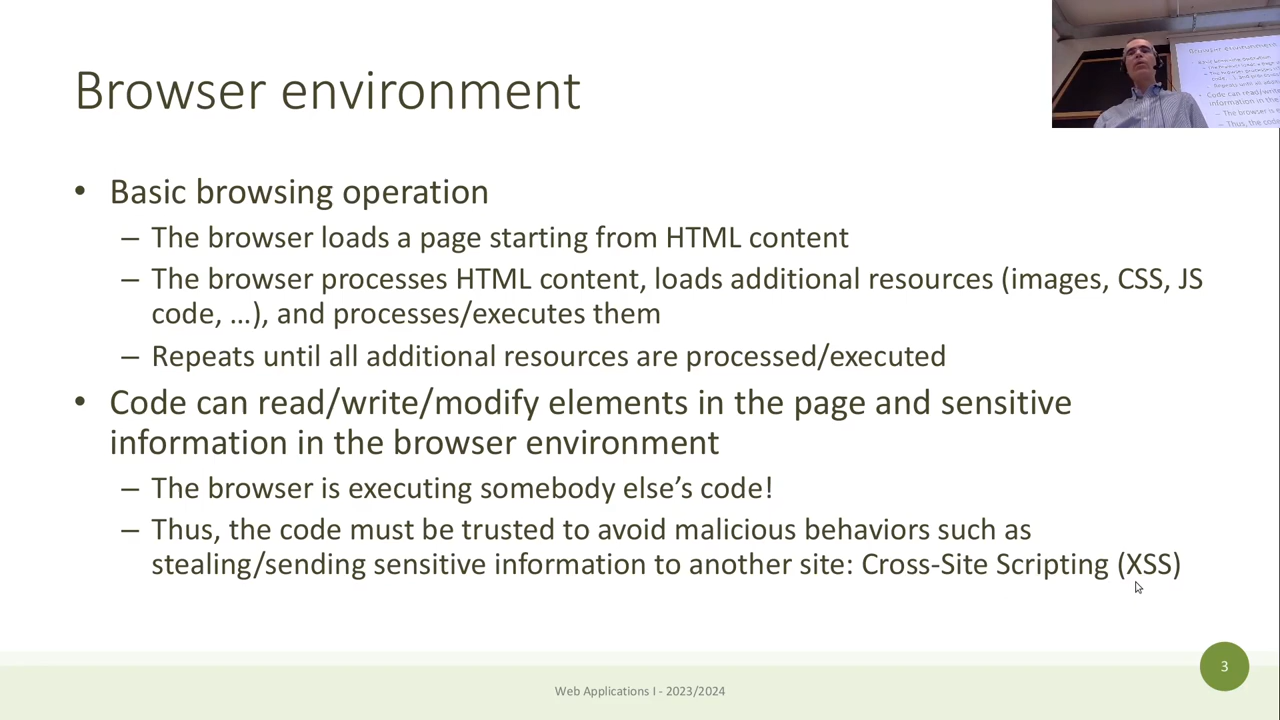 Browser environment
• Basic browsing operation
– The browser loads a page starting from HTML content
– The browser processes HTML content, loads additional resources (images, CSS, JS
code, …), and processes/executes them
– Repeats until all additional resources are processed/executed
• Code can read/write/modify elements in the page and sensitive
information in the browser environment
– The browser is executing somebody else’s code!
– Thus, the code must be trusted to avoid malicious behaviors such as
stealing/sending sensitive information to another site: Cross-Site Scripting (XSS)
3
Web Applications I - 2023/2024